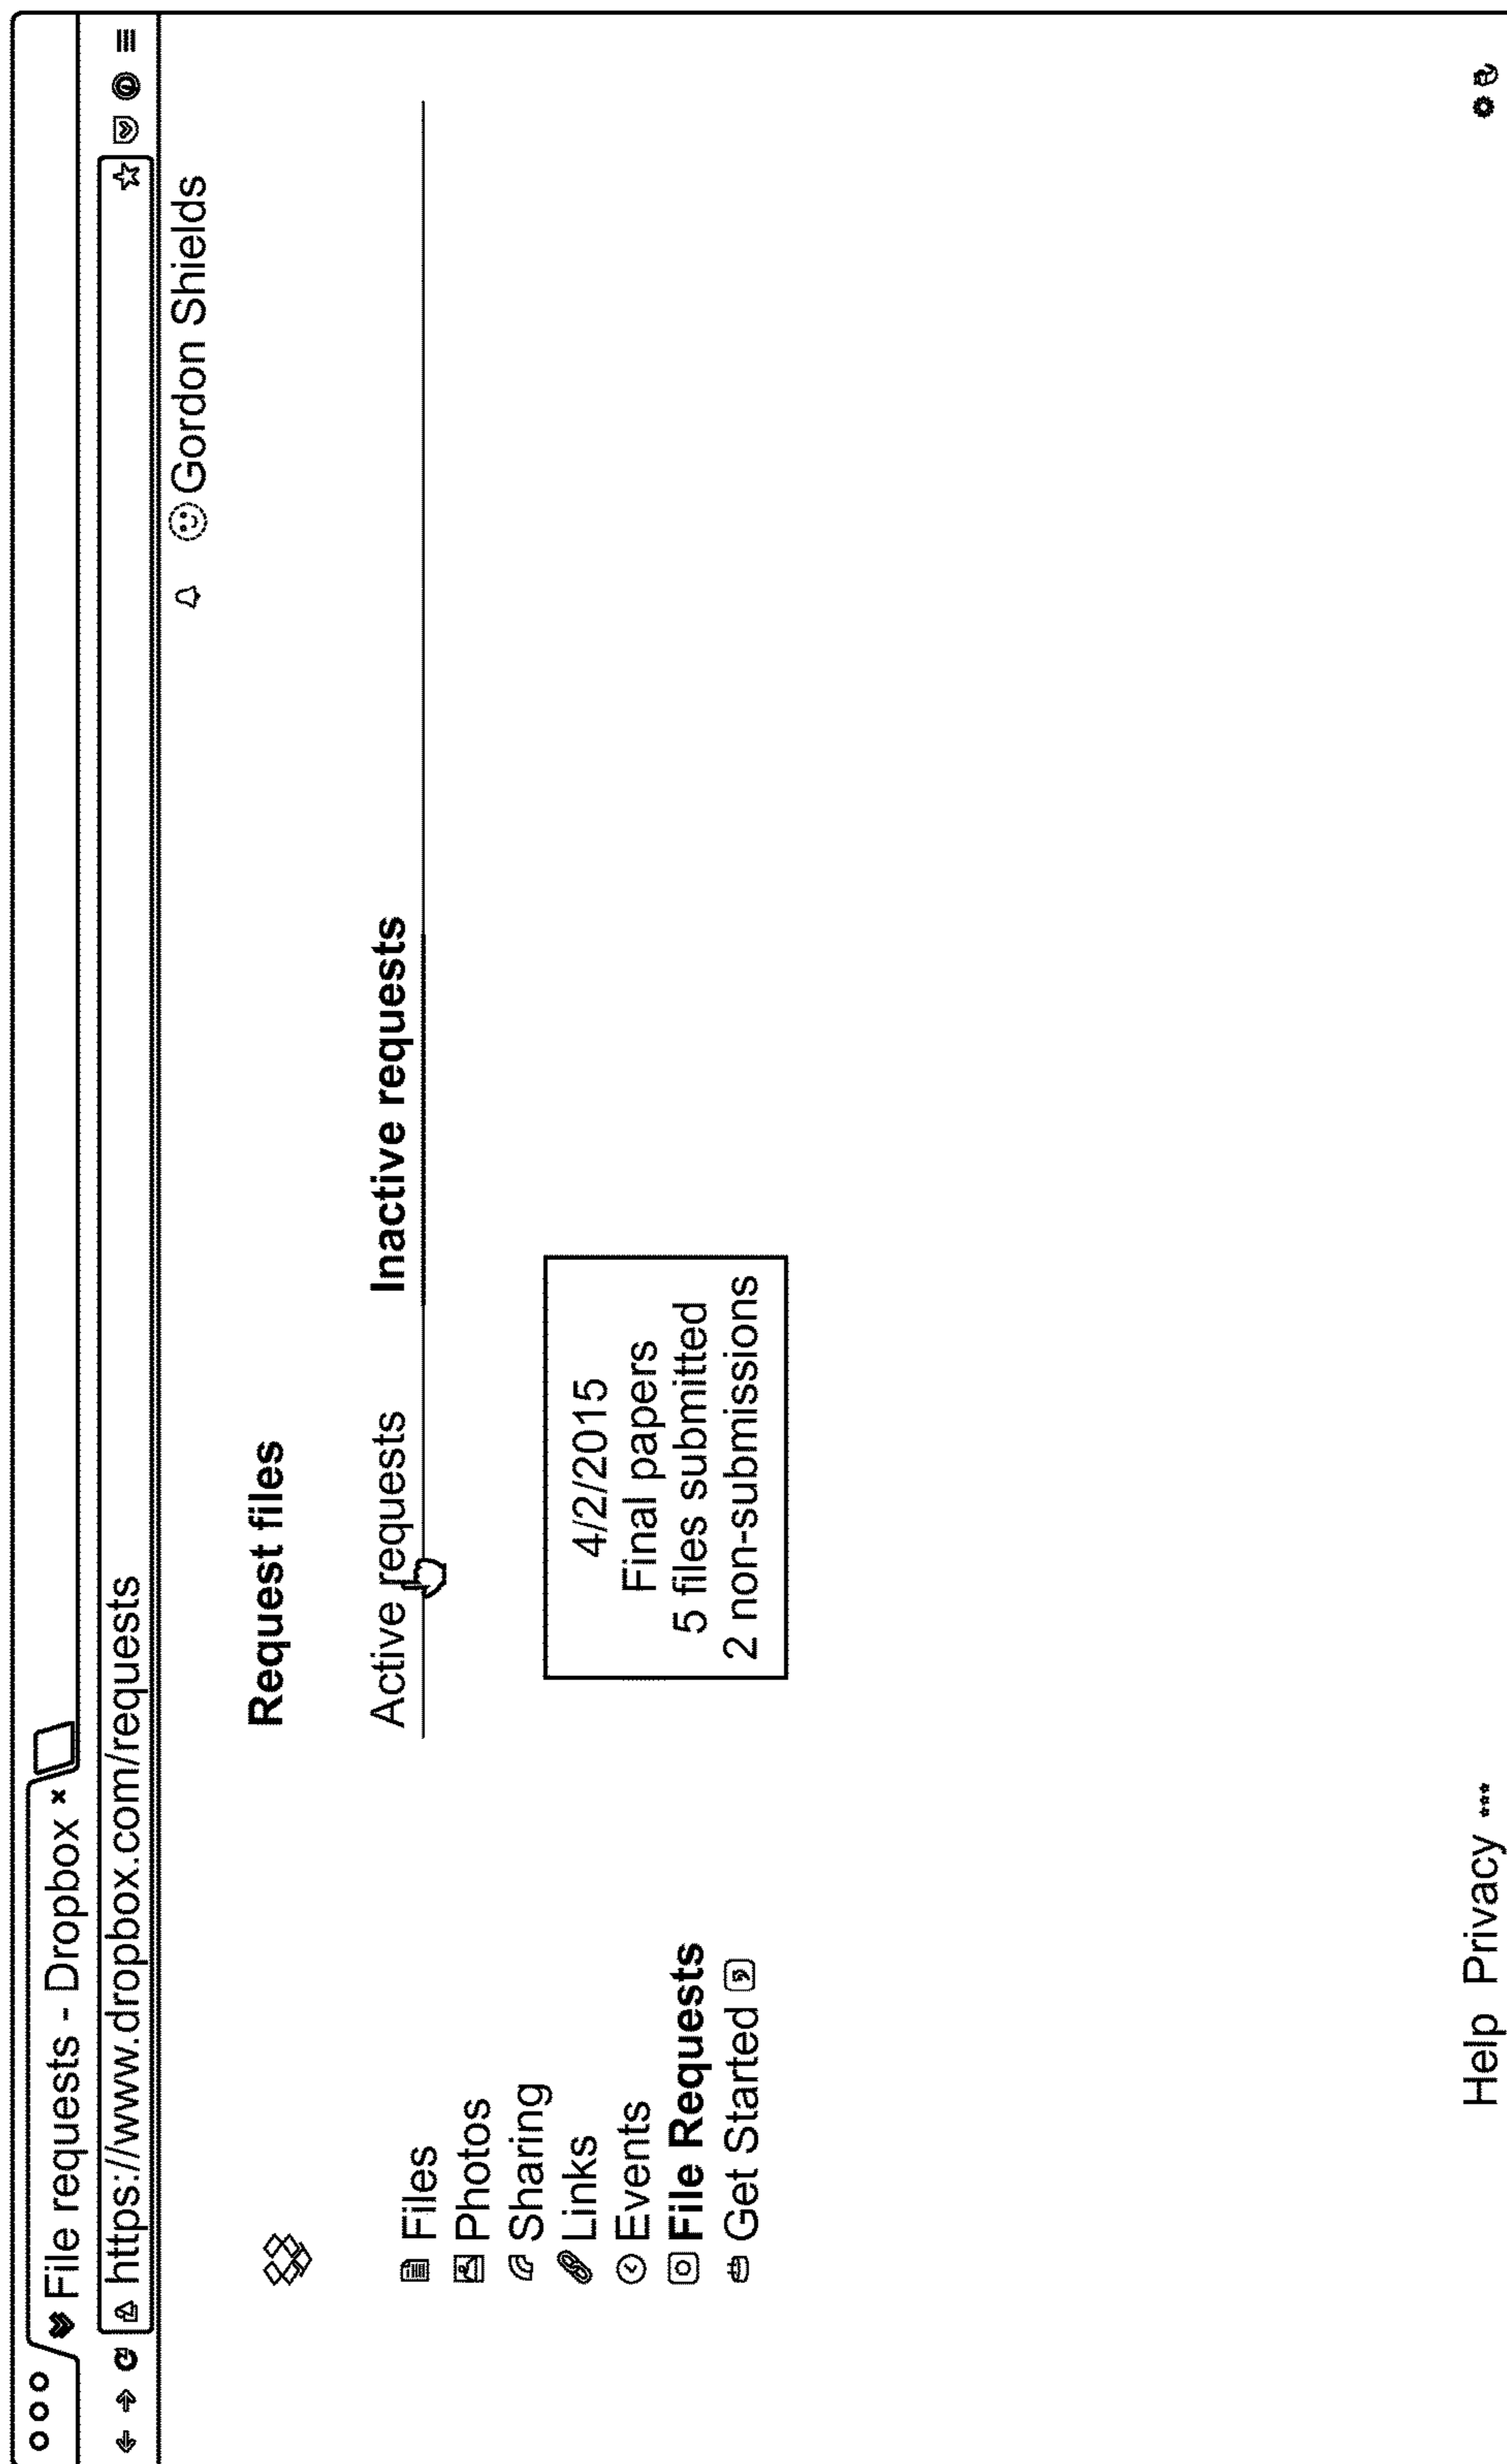 File requests - Dropbox ×
https://www.dropbox.com/requests
Gordon Shields
Request files
Active requests Inactive requests
Files
Photos
Sharing
Links
Events
File Requests
Get Started
4/2/2015
Final papers
5 files submitted
2 non-submissions
Help Privacy